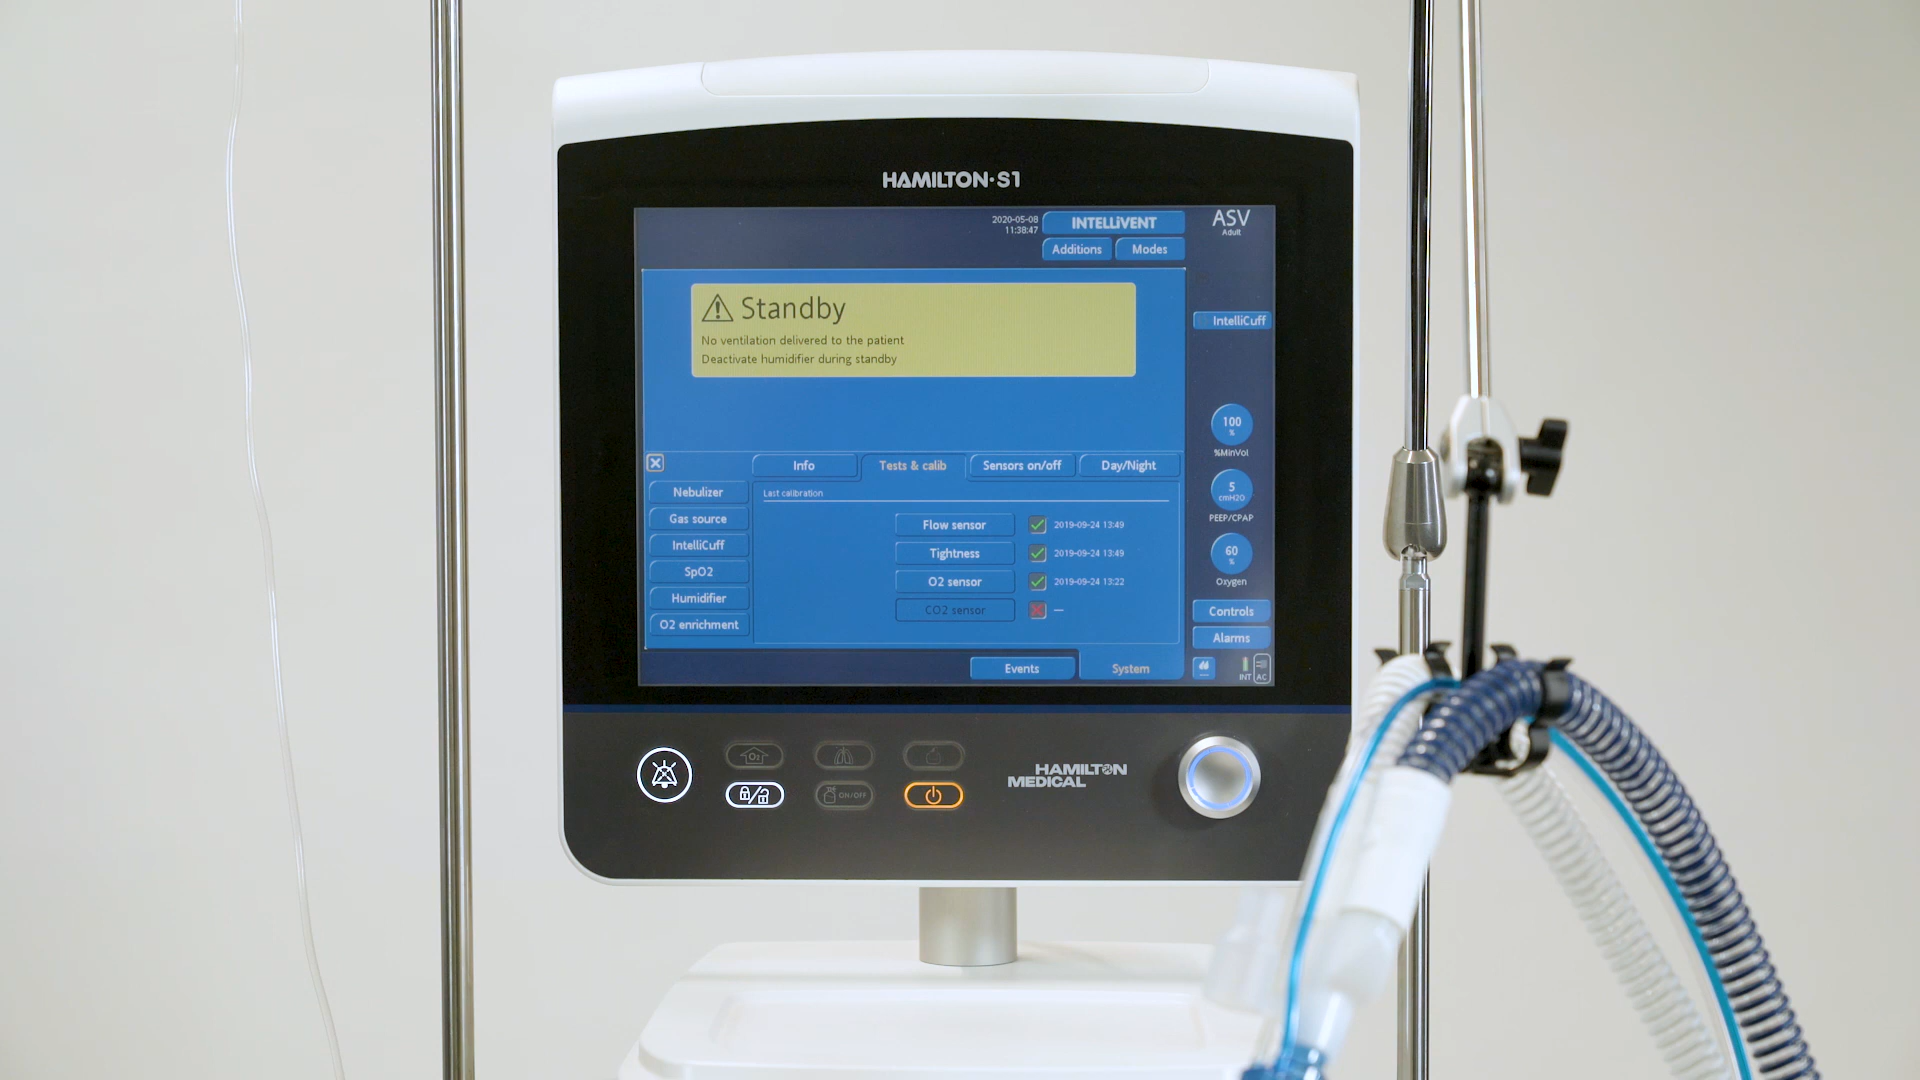 HAMILTON·S1
2020-05-08
11:38:47
INTELLiVENT
ASV
Adult
Additions
Modes
Standby
No ventilation delivered to the patient
Deactivate humidifier during standby
IntelliCuff
100
%
%MinVol
Info
Tests & calib
Sensors on/off
Day/Night
Nebulizer
Last calibration
5
cmH2O
PEEP/CPAP
Gas source
Flow sensor
2019-09-24 13:49
IntelliCuff
Tightness
2019-09-24 13:49
60
%
Oxygen
SpO2
O2 sensor
2019-09-24 13:22
Humidifier
CO2 sensor
—
Controls
O2 enrichment
Alarms
Events
System
INT
AC
O2
ON/OFF
HAMILTON
MEDICAL